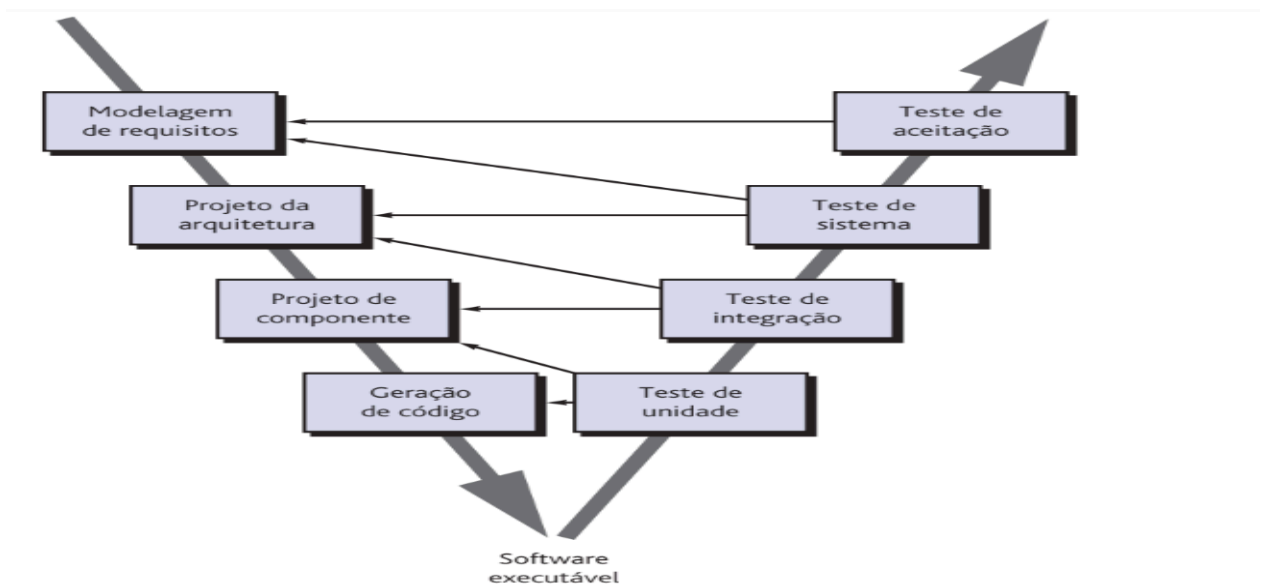 Modelagem
de requisitos
Teste de
aceitação
Projeto da
arquitetura
Teste de
sistema
Projeto de
componente
Teste de
integração
Geração
de código
Teste de
unidade
Software
executável